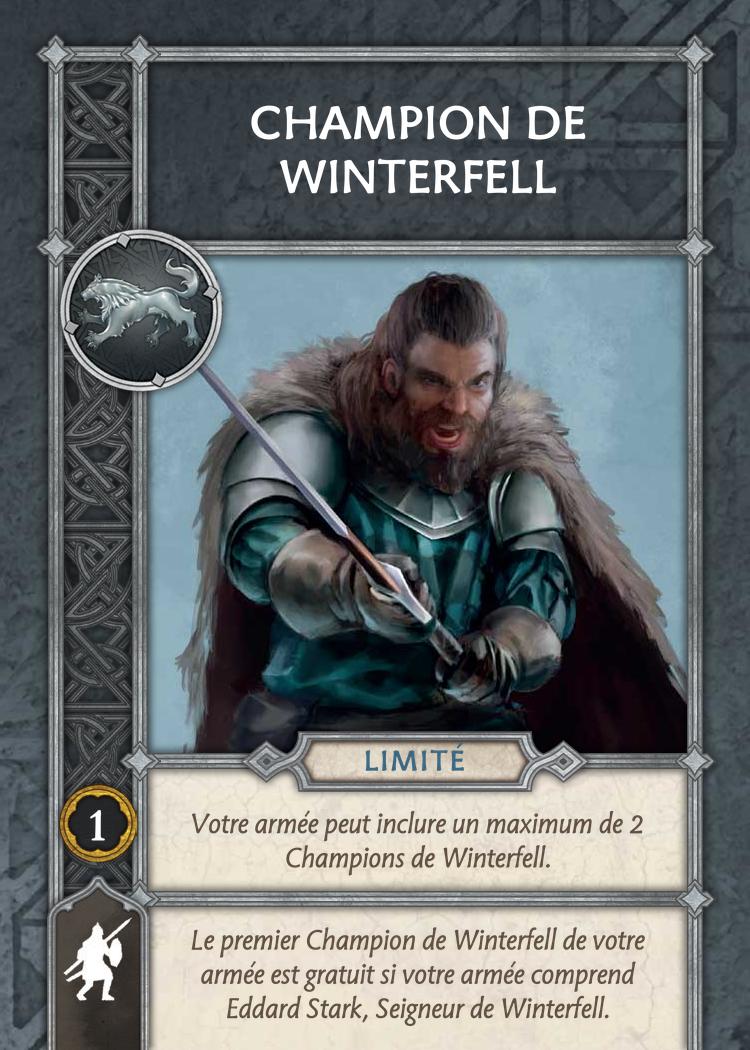 CHAMPION DE
WINTERFELL
LIMITÉ
1
Votre armée peut inclure un maximum de 2
Champions de Winterfell.
Le premier Champion de Winterfell de votre
armée est gratuit si votre armée comprend
Eddard Stark, Seigneur de Winterfell.